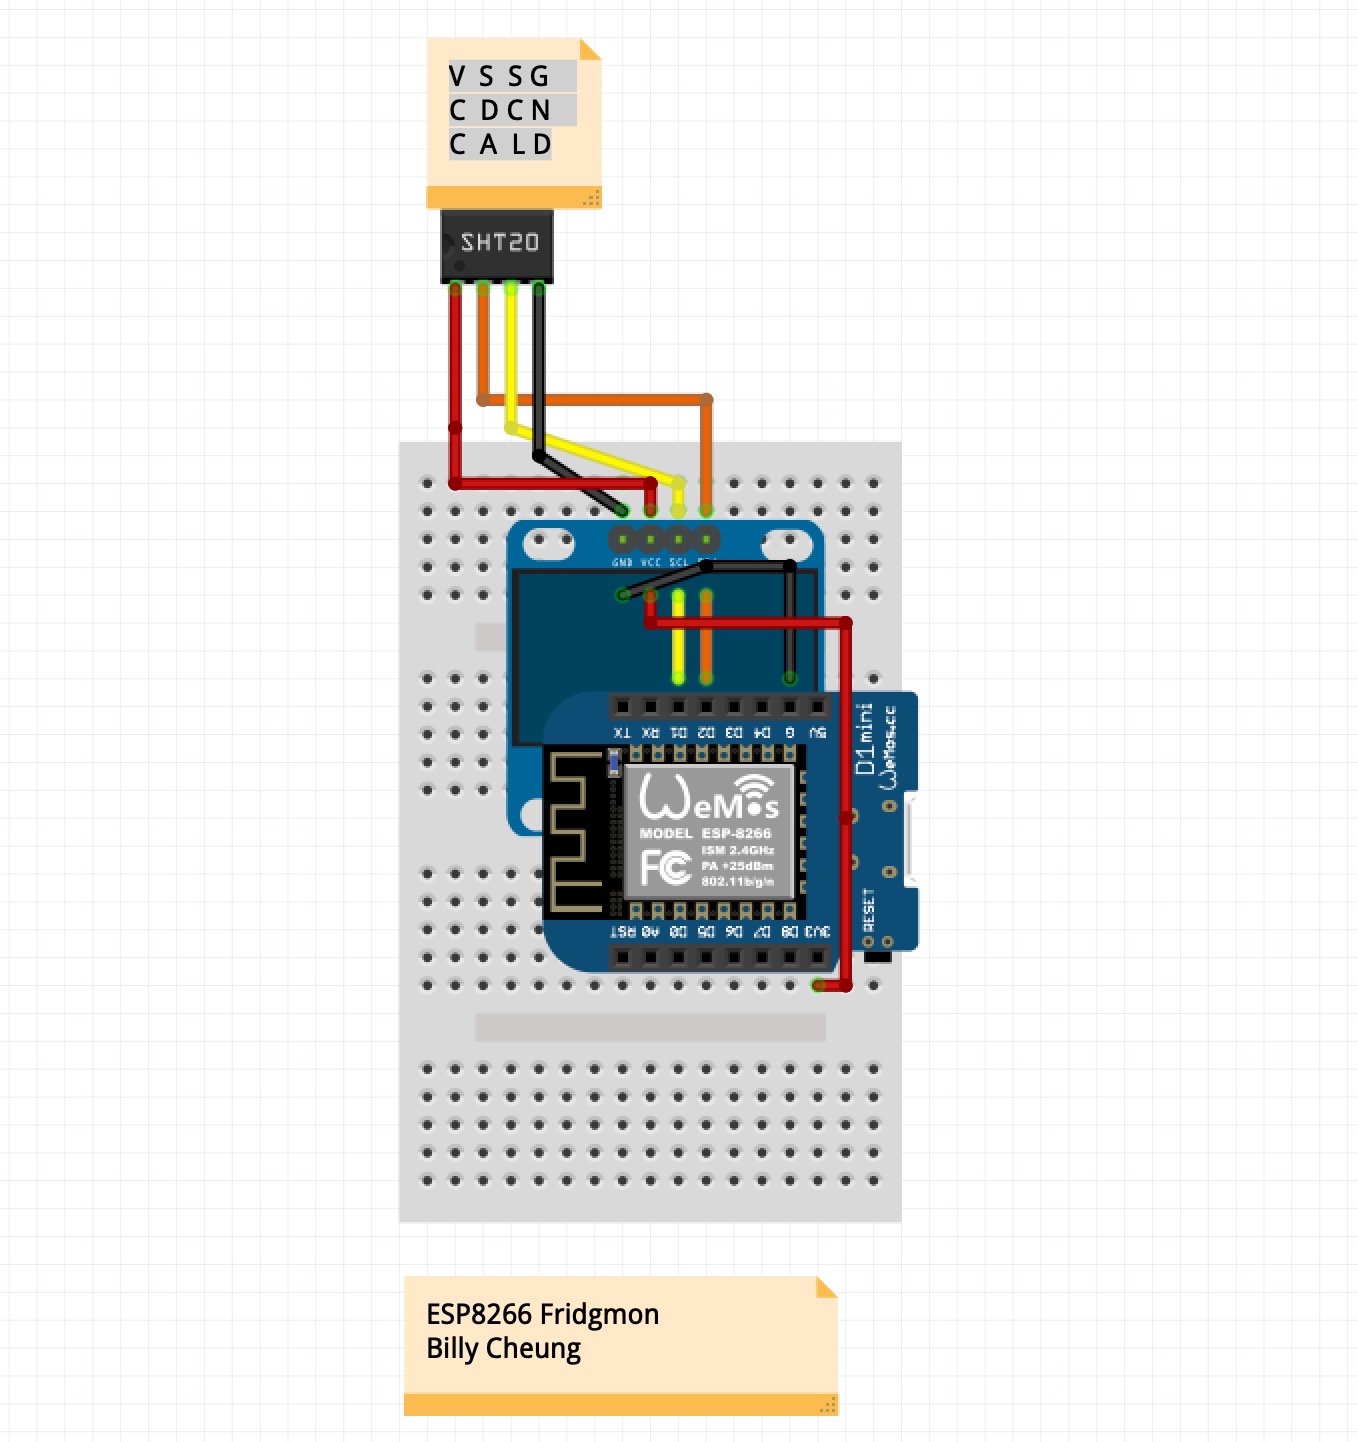 V S S G
C D C N
C A L D
SHT20
GND VCC SCL
TX RX D1 D2 D3 D4 G 5V
D1 mini
WeMos.cc
WeMos
MODEL ESP-8266
ISM 2.4GHz
PA +25dBm
802.11b/g/n
FC
RESET
RST A0 D0 D5 D6 D7 D8 3V3
ESP8266 Fridgmon
Billy Cheung